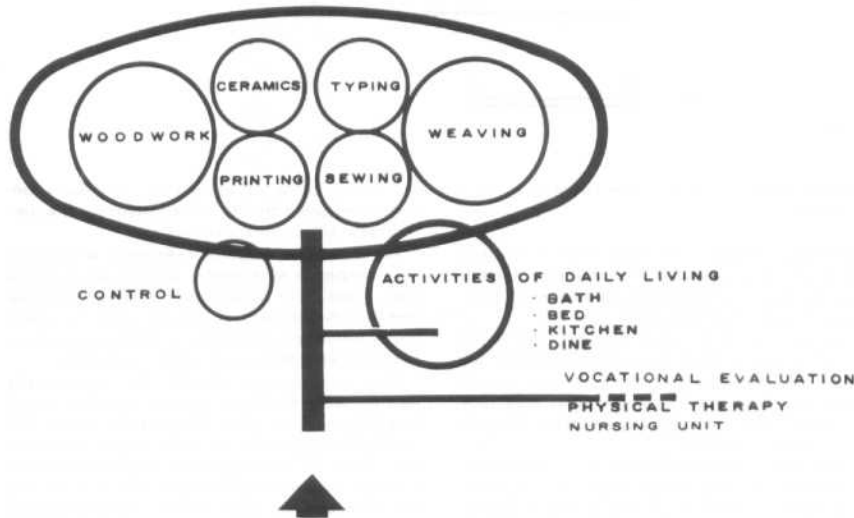 CERAMICS
TYPING
WOODWORK
WEAVING
PRINTING
SEWING
CONTROL
ACTIVITIES OF DAILY LIVING
· BATH
· BED
· KITCHEN
· DINE
VOCATIONAL EVALUATION
PHYSICAL THERAPY
NURSING UNIT